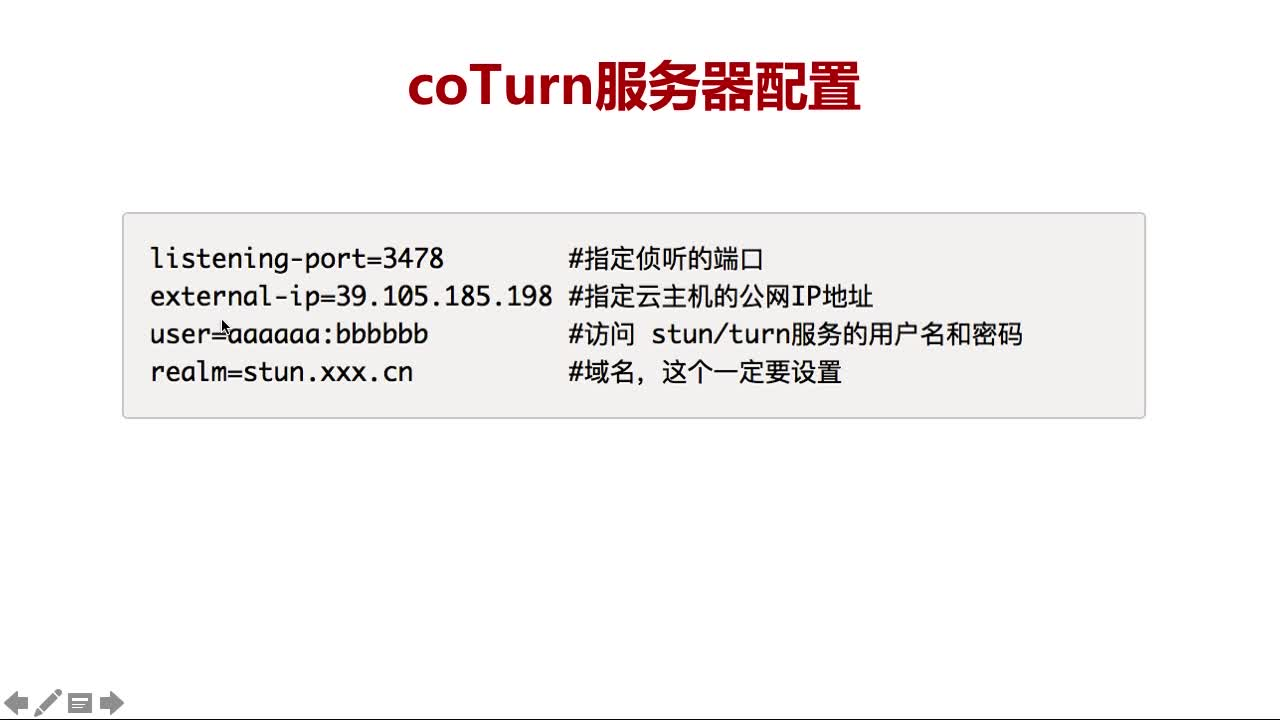 coTurn服务器配置
listening-port=3478 #指定侦听的端口
external-ip=39.105.185.198 #指定云主机的公网IP地址
user=aaaaaa:bbbbbb #访问 stun/turn服务的用户名和密码
realm=stun.xxx.cn #域名，这个一定要设置